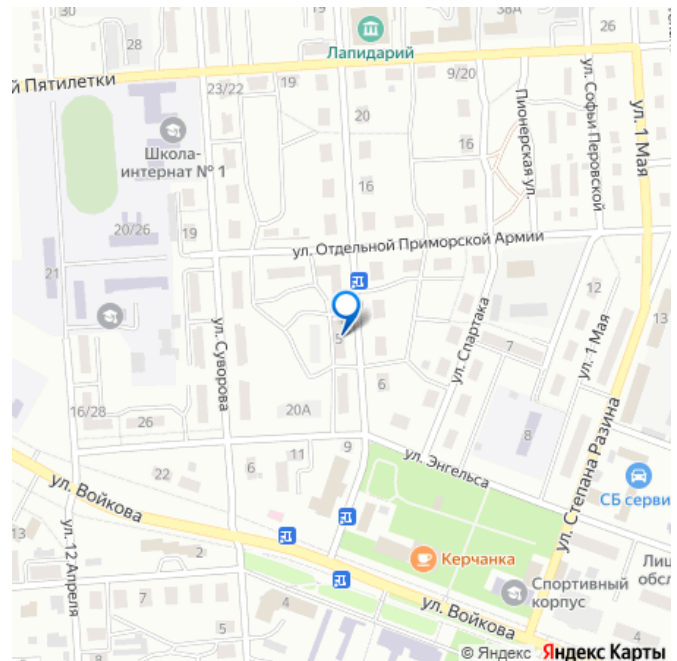 30
28
38А
26
Лапидарий
й Пятилетки
23/22
19
9/20
20
Школа-
интернат № 1
16
16
Пионерская ул.
ул. Софьи Перовской
ул. 1 Мая
20/26
19
ул. Отдельной Приморской Армии
21
12
13
5
ул. Суворова
ул. Спартака
7
ул. 1 Мая
6
16/28
26
20А
8
9
11
6
22
ул. Энгельса
ул. Степана Разина
СБ серви
ул. Войкова
13
ул. 12 Апреля
2
Керчанка
Лиц
обсл
Спортивный
корпус
7
5
4
ул. Войкова
4
© Яндекс Яндекс Карты